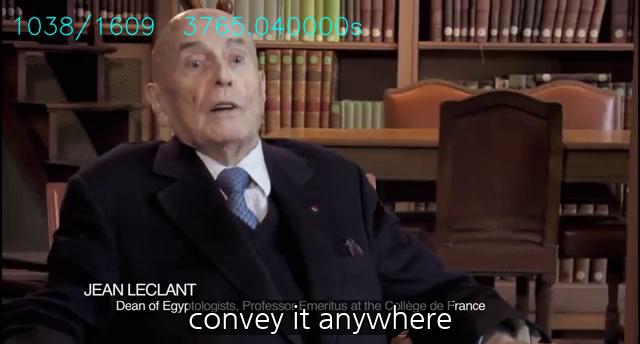 1038/1609 3765.040000s
JEAN LECLANT
Dean of Egyptologists, Professor Emeritus at the Collège de France
convey it anywhere